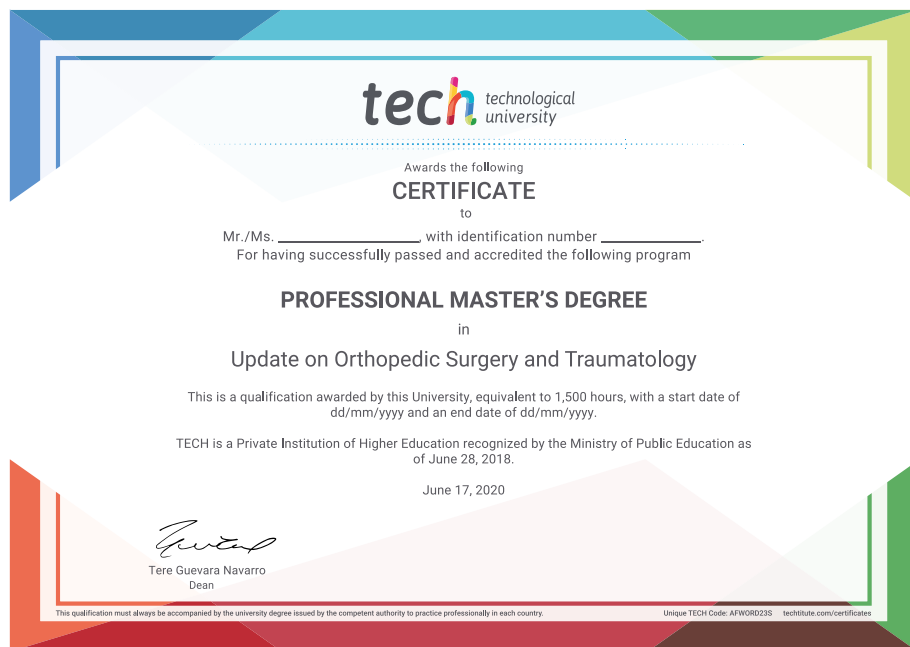 tech technological
university
Awards the following
CERTIFICATE
to
Mr./Ms. ____________, with identification number ____________.
For having successfully passed and accredited the following program
PROFESSIONAL MASTER'S DEGREE
in
Update on Orthopedic Surgery and Traumatology
This is a qualification awarded by this University, equivalent to 1,500 hours, with a start date of
dd/mm/yyyy and an end date of dd/mm/yyyy.
TECH is a Private Institution of Higher Education recognized by the Ministry of Public Education as
of June 28, 2018.
June 17, 2020
Tere Guevara Navarro
Dean
This qualification must always be accompanied by the university degree issued by the competent authority to practice professionally in each country.
Unique TECH Code: AFWORD23S techtitute.com/certificates